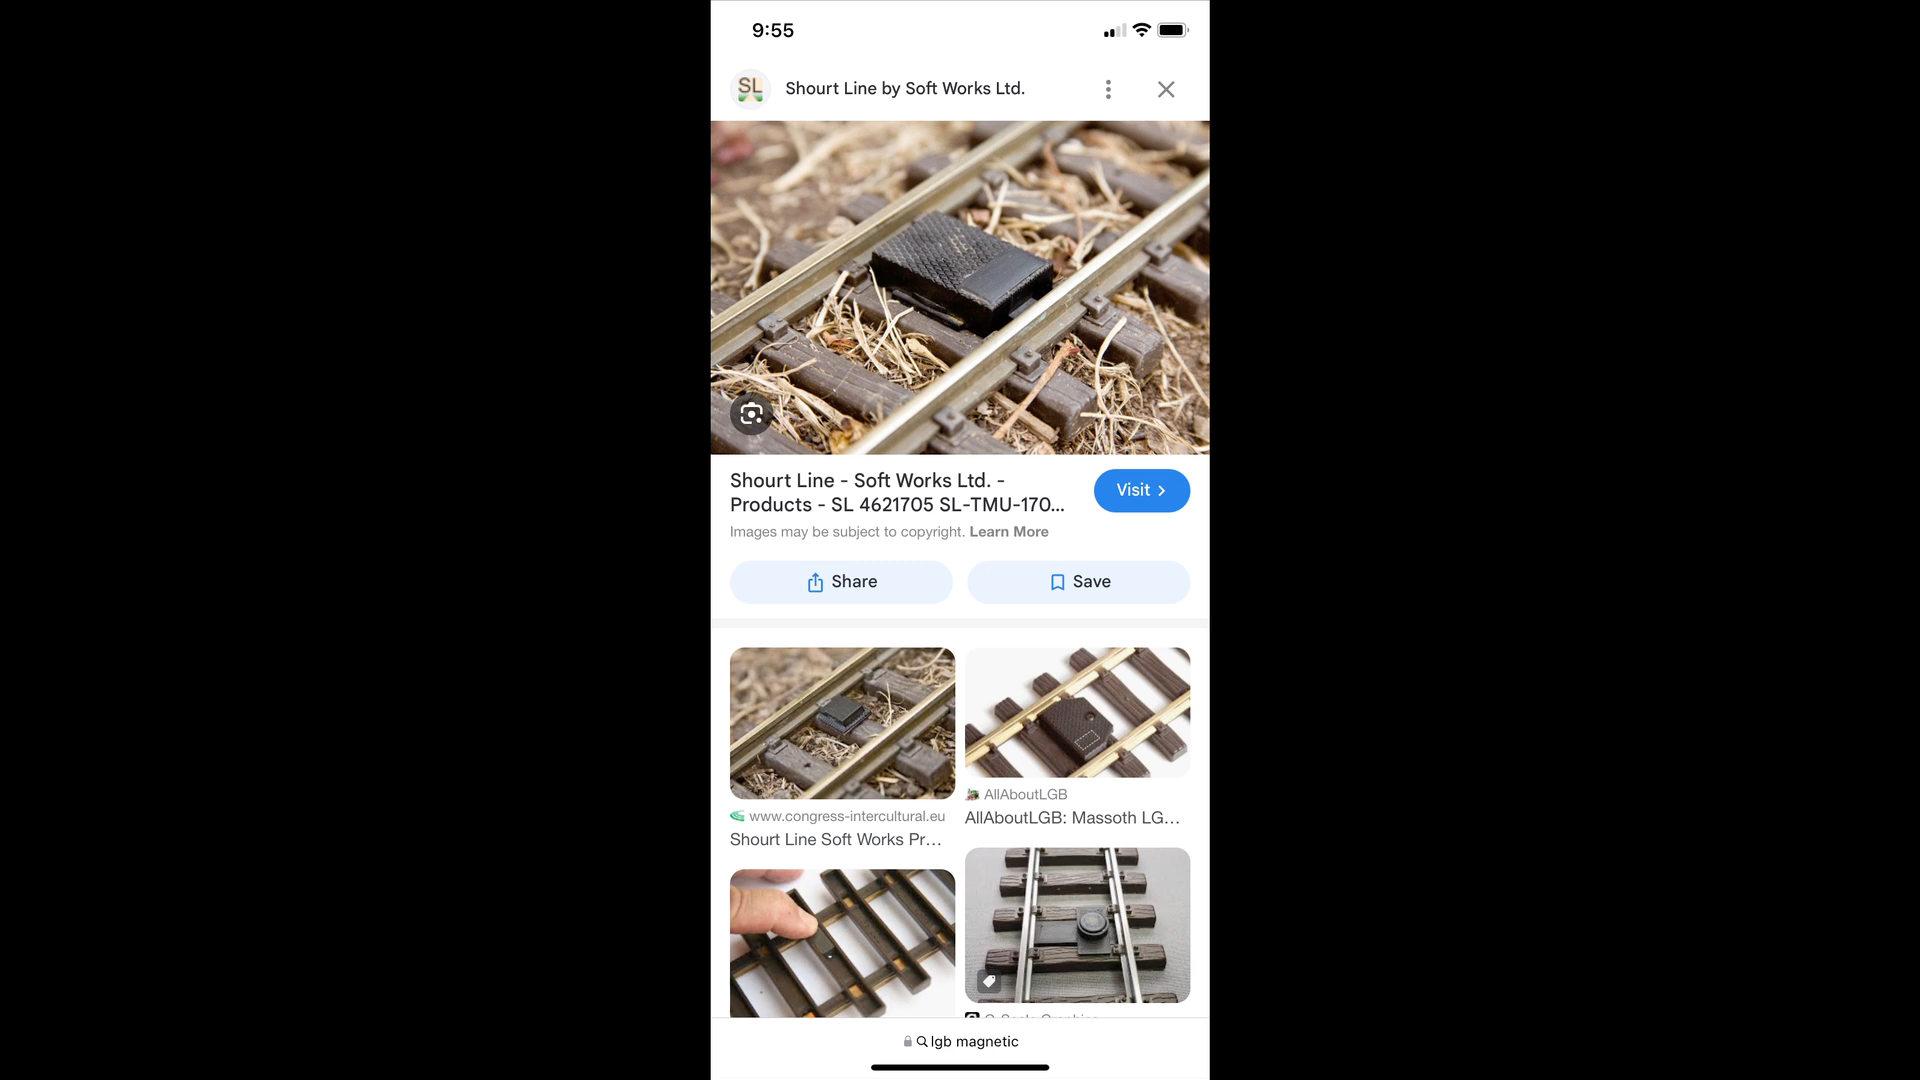 9:55
SL
Shourt Line by Soft Works Ltd.
Shourt Line - Soft Works Ltd. -
Products - SL 4621705 SL-TMU-170...
Visit
Images may be subject to copyright. Learn More
Share
Save
www.congress-intercultural.eu
Shourt Line Soft Works Pr...
AllAboutLGB
AllAboutLGB: Massoth LG...
lgb magnetic